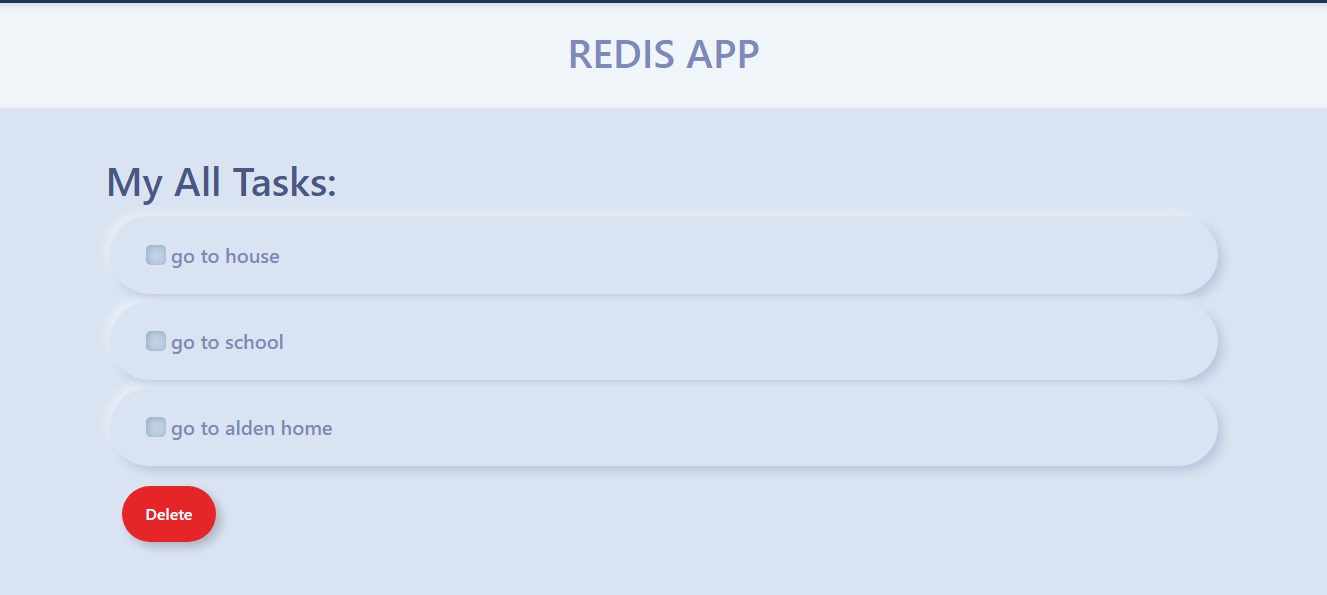 REDIS APP
My All Tasks:
go to house
go to school
go to alden home
Delete